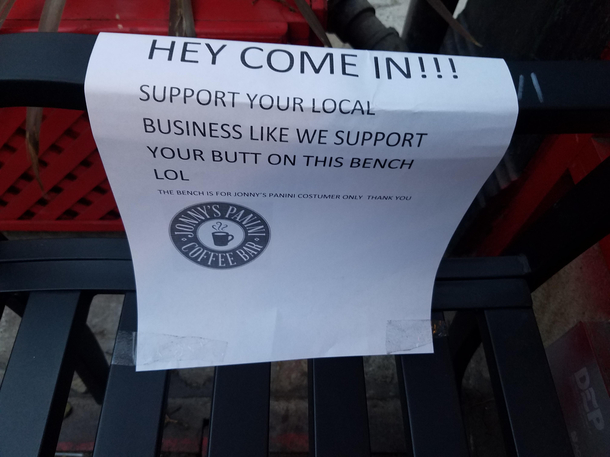 HEY COME IN!!!
SUPPORT YOUR LOCAL
BUSINESS LIKE WE SUPPORT
YOUR BUTT ON THIS BENCH
LOL
THE BENCH IS FOR JONNY'S PANINI COSTUMER ONLY THANK YOU
JONNY'S PANINI
COFFEE BAR
D2P